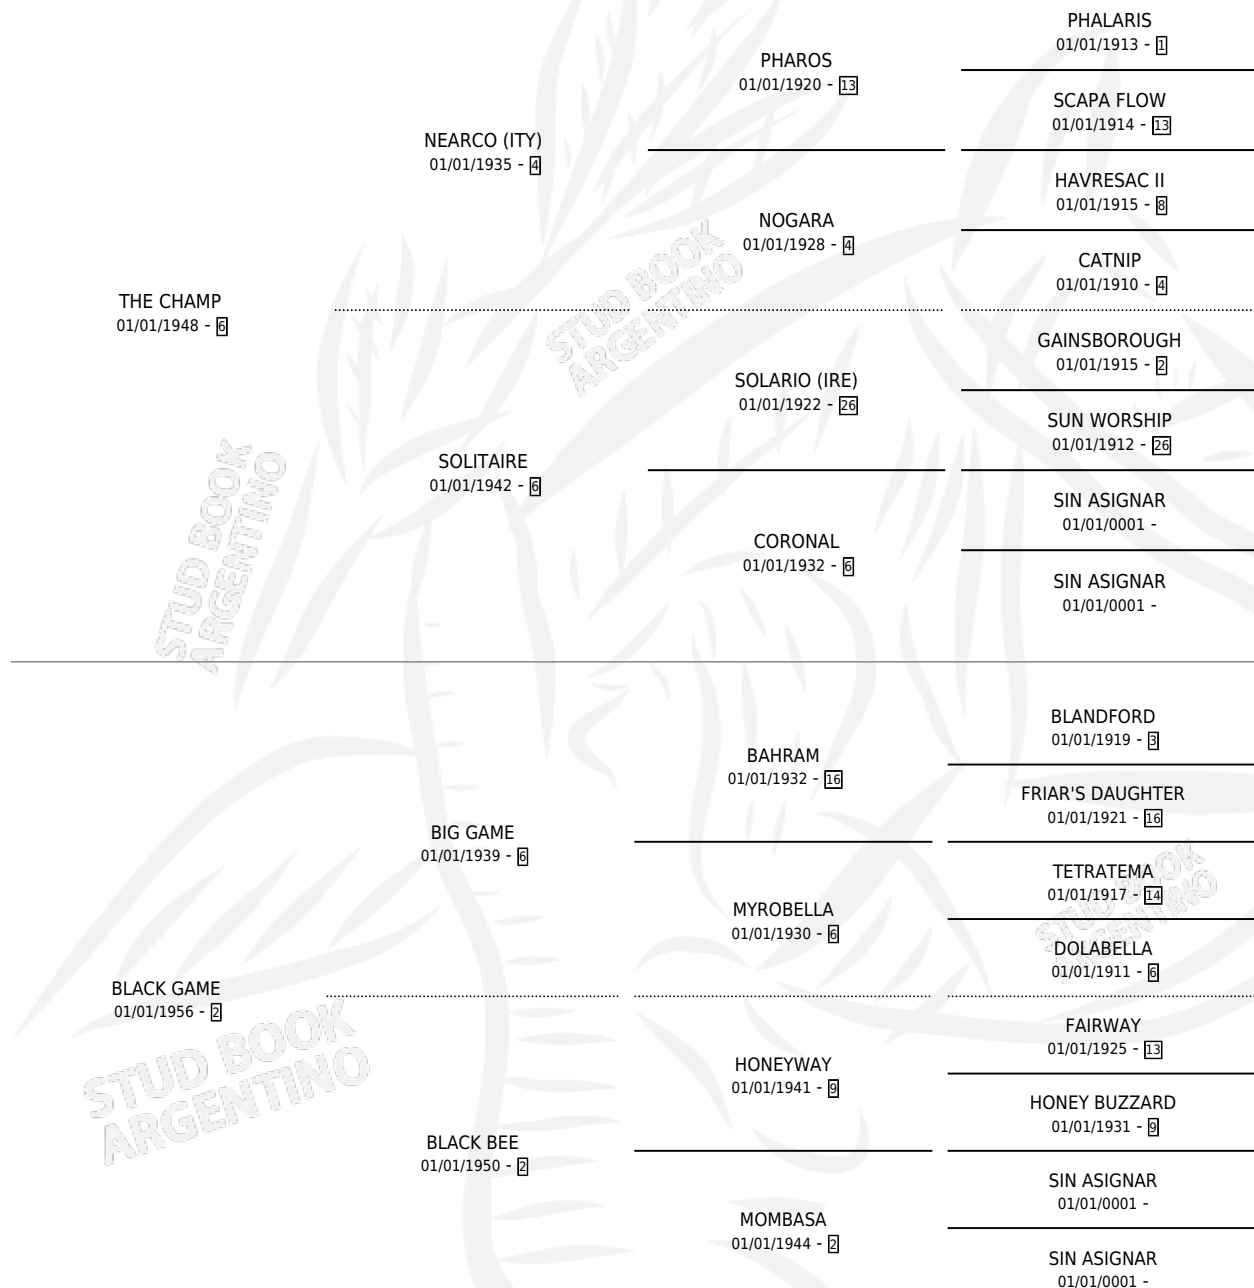 PHALARIS
01/01/1913 - 1
PHAROS
01/01/1920 - 13
SCAPA FLOW
01/01/1914 - 13
NEARCO (ITY)
01/01/1935 - 4
HAVRESAC II
01/01/1915 - 8
NOGARA
01/01/1928 - 4
CATNIP
01/01/1910 - 4
THE CHAMP
01/01/1948 - 6
GAINSBOROUGH
01/01/1915 - 2
SOLARIO (IRE)
01/01/1922 - 26
SUN WORSHIP
01/01/1912 - 26
SOLITAIRE
01/01/1942 - 6
SIN ASIGNAR
01/01/0001 -
CORONAL
01/01/1932 - 6
SIN ASIGNAR
01/01/0001 -
BLANDFORD
01/01/1919 - 3
BAHRAM
01/01/1932 - 16
FRIAR'S DAUGHTER
01/01/1921 - 16
BIG GAME
01/01/1939 - 6
TETRATEMA
01/01/1917 - 14
MYROBELLA
01/01/1930 - 6
DOLABELLA
01/01/1911 - 6
BLACK GAME
01/01/1956 - 2
FAIRWAY
01/01/1925 - 13
HONEYWAY
01/01/1941 - 9
HONEY BUZZARD
01/01/1931 - 9
BLACK BEE
01/01/1950 - 2
SIN ASIGNAR
01/01/0001 -
MOMBASA
01/01/1944 - 2
SIN ASIGNAR
01/01/0001 -
STUD BOOK
ARGENTINO
STUD BOOK
ARGENTINO
STUD BOOK
ARGENTINO
STUD BOOK
ARGENTINO